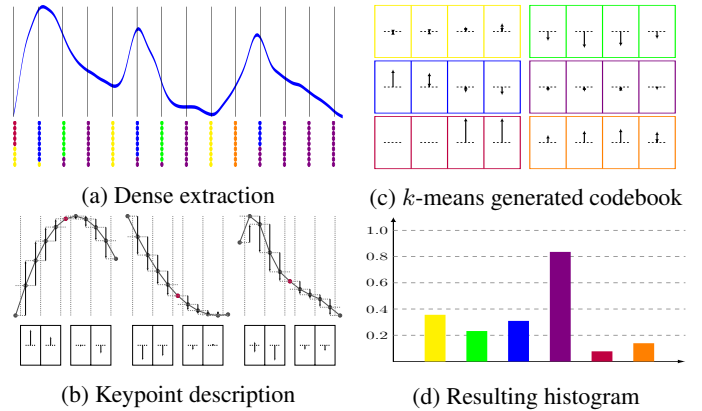 (a) Dense extraction
(c) k-means generated codebook
(b) Keypoint description
1.0
0.8
0.6
0.4
0.2
(d) Resulting histogram